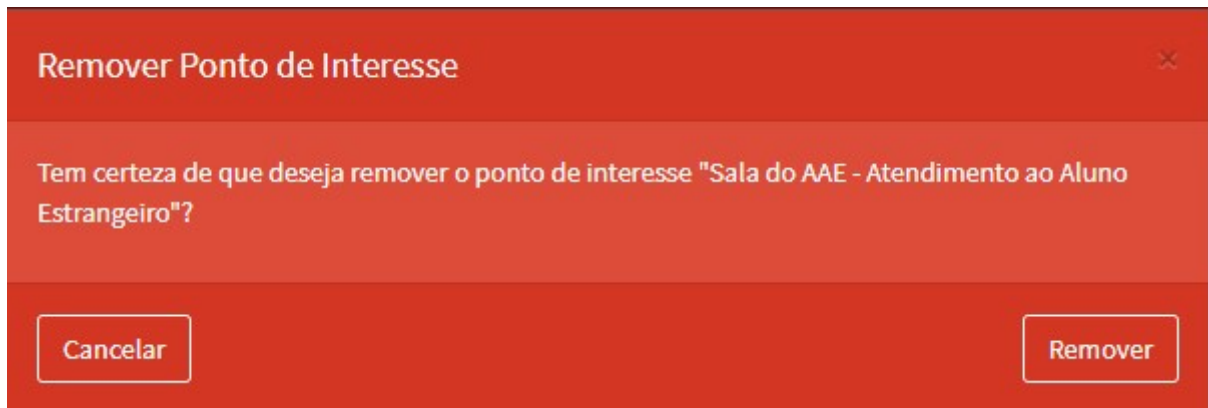 Remover Ponto de Interesse
×
Tem certeza de que deseja remover o ponto de interesse "Sala do AAE - Atendimento ao Aluno
Estrangeiro"?
Cancelar
Remover